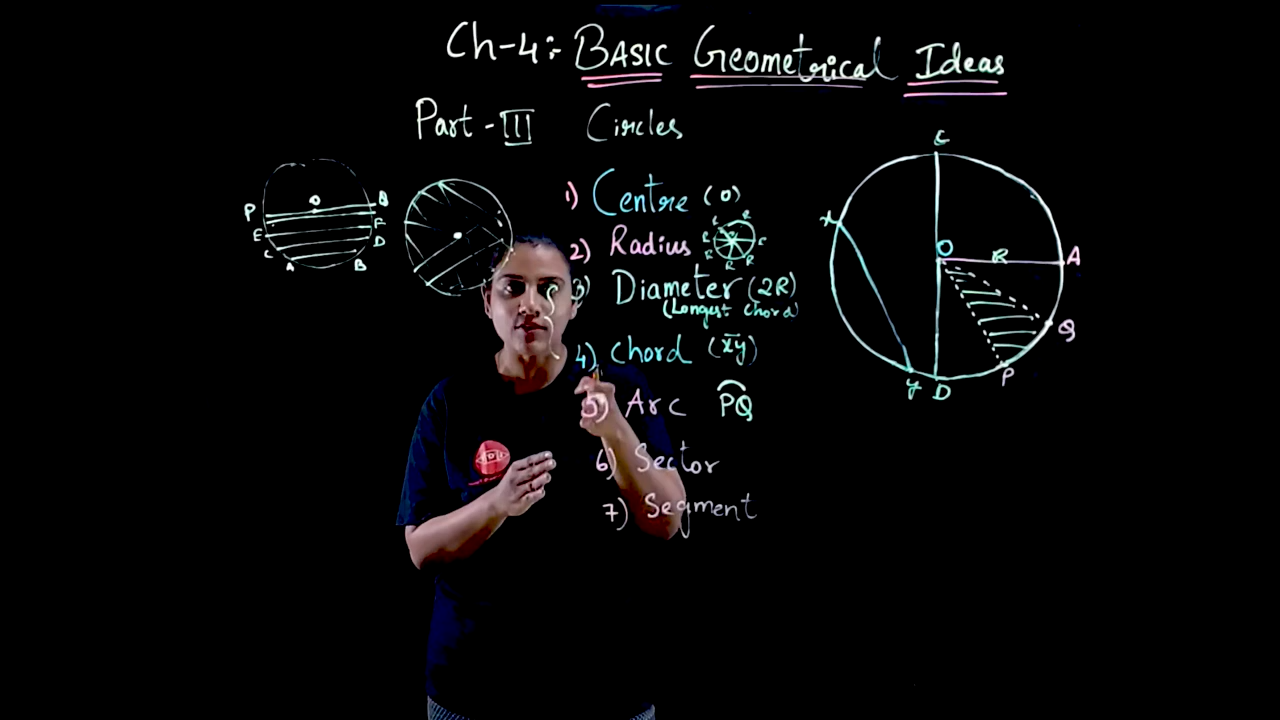 Ch-4:- BASIC Geometrical Ideas
Part - III Circles
1) Centre (O)
2) Radius
R R R R R R
3) Diameter (2R)
(Longest Chord)
4) Chord (xy)
5) Arc PQ
6) Sector
7) Segment
O
P Q
E F
C D
A B
C
x
O R A
Q
P
y D